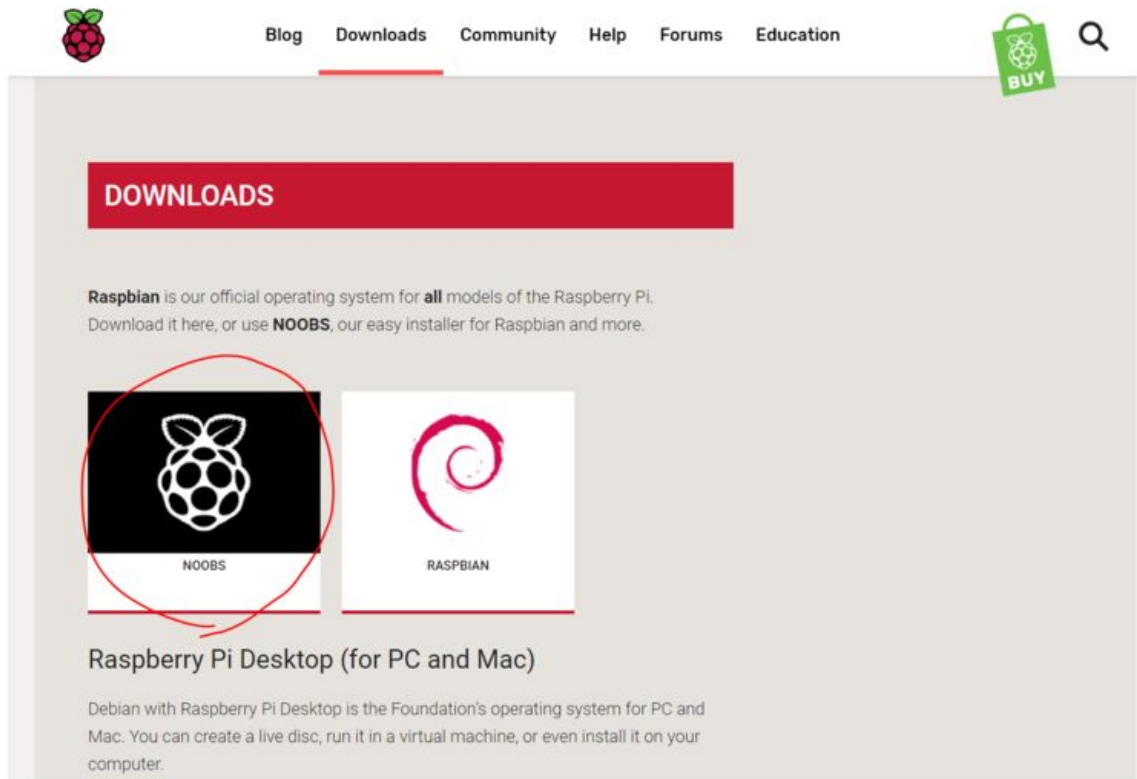 Blog Downloads Community Help Forums Education
BUY
DOWNLOADS
Raspbian is our official operating system for all models of the Raspberry Pi.
Download it here, or use NOOBS, our easy installer for Raspbian and more.
NOOBS RASPBIAN
Raspberry Pi Desktop (for PC and Mac)
Debian with Raspberry Pi Desktop is the Foundation's operating system for PC and
Mac. You can create a live disc, run it in a virtual machine, or even install it on your
computer.